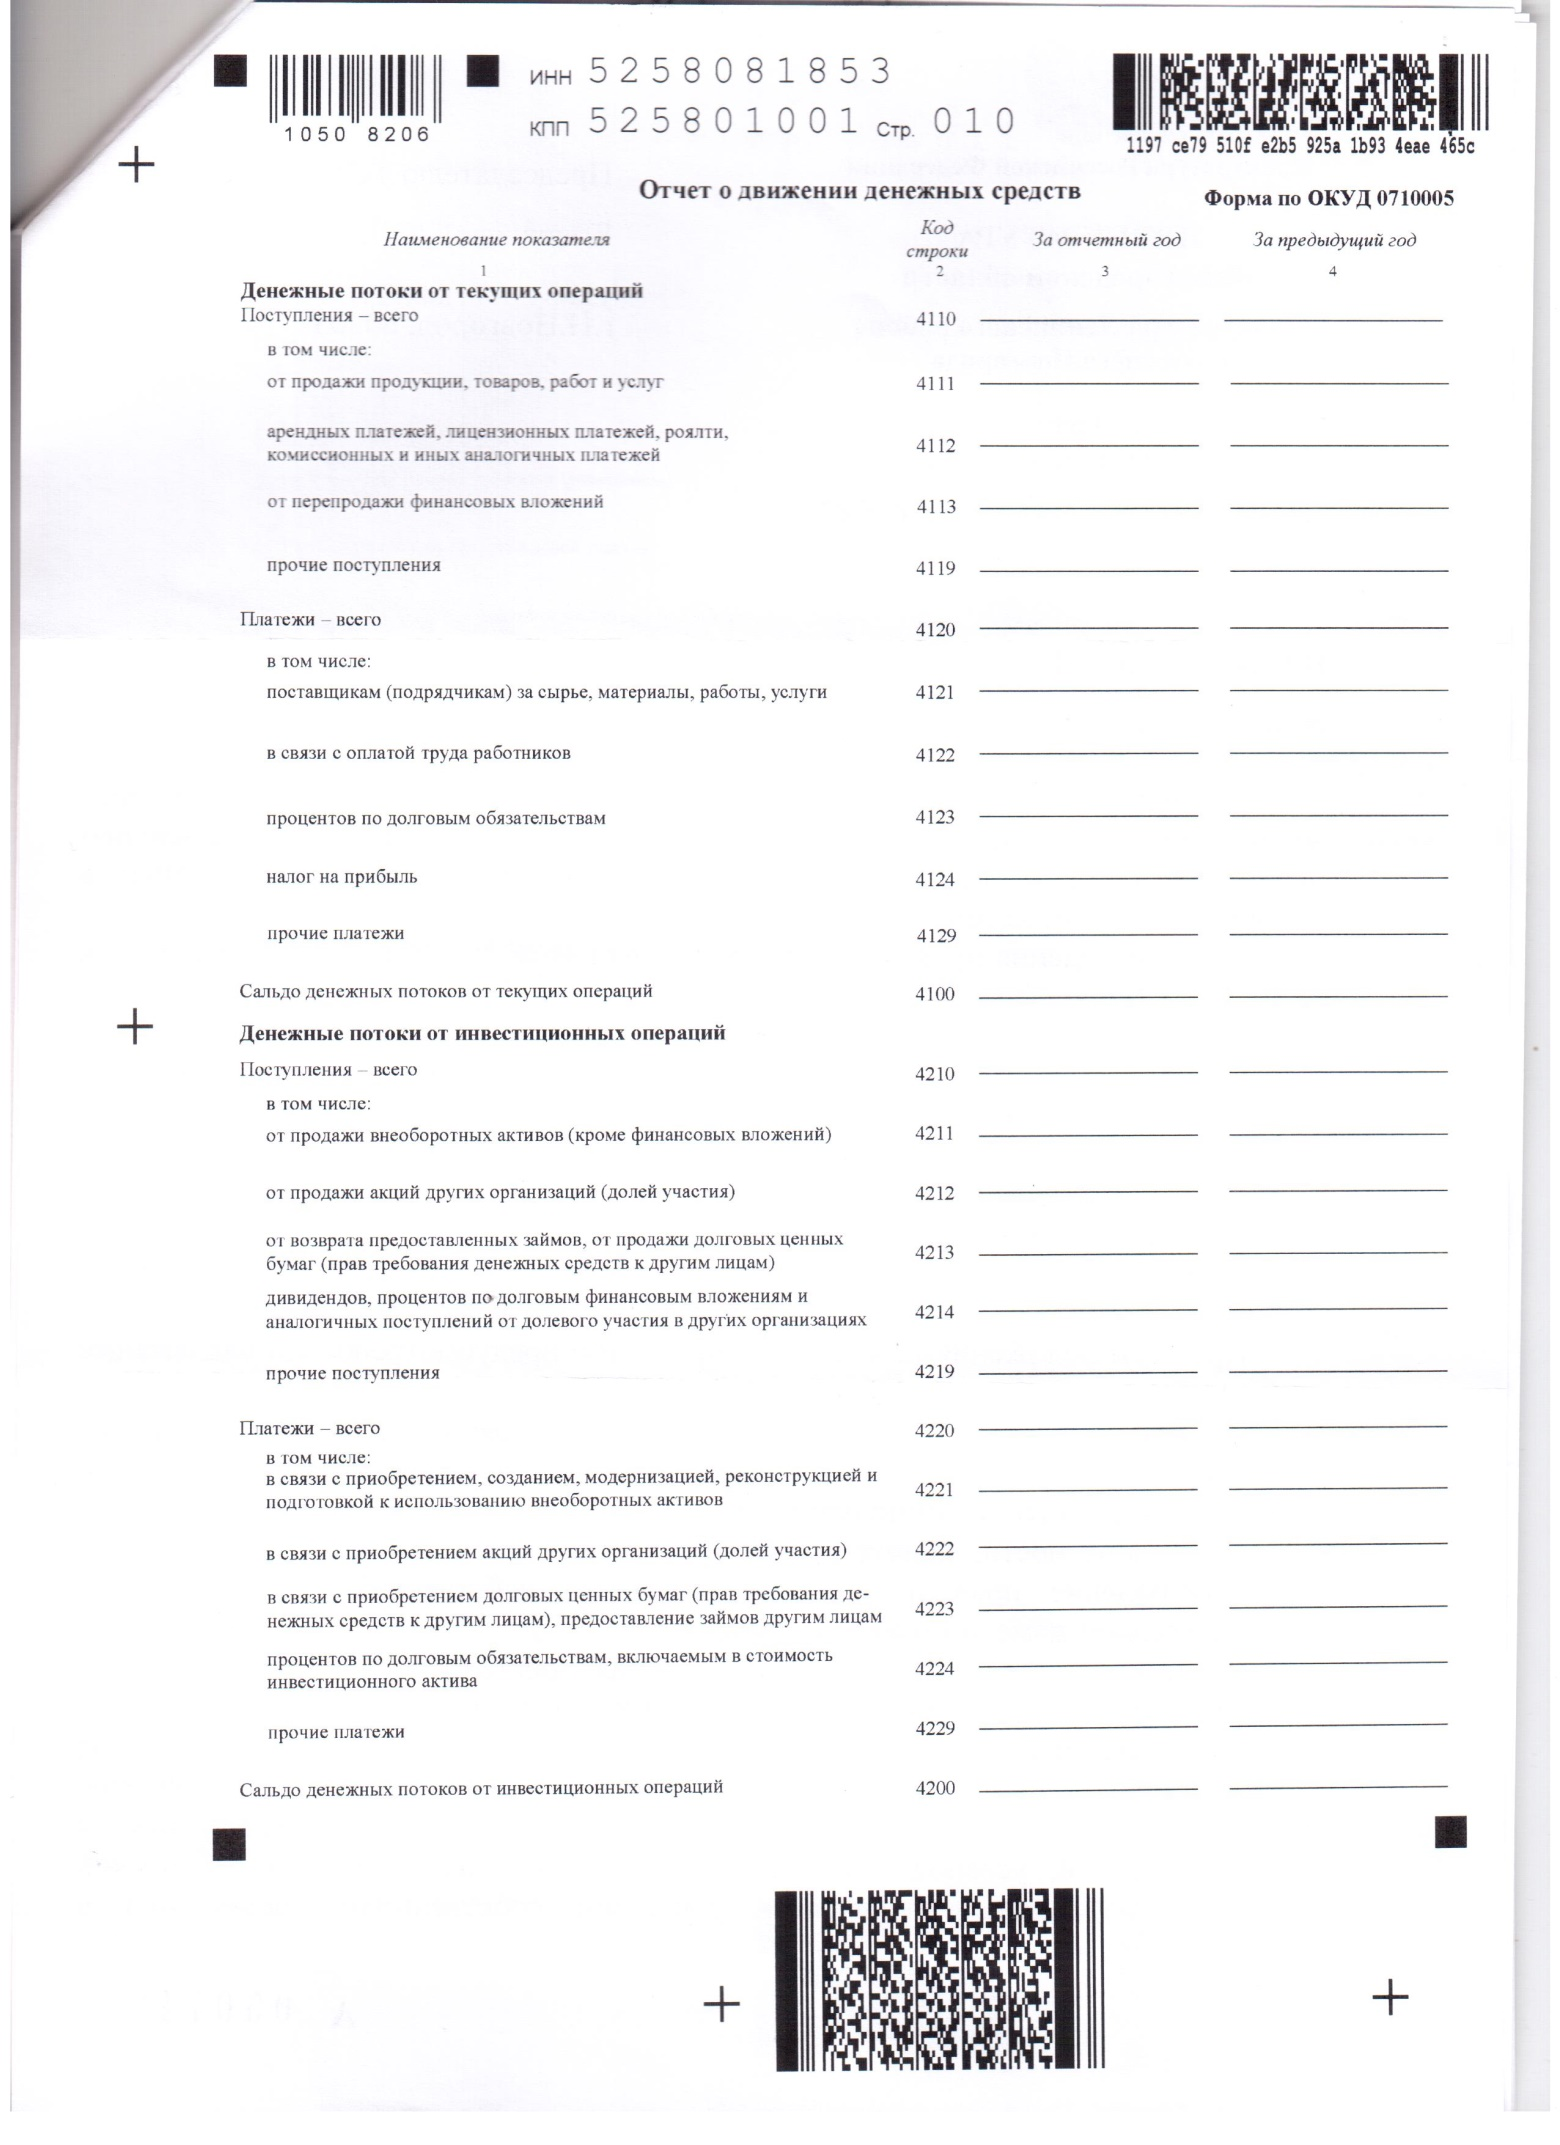 1050 8206
ИНН 5258081853
КПП 525801001 Стр. 010
1197 ce79 510f e2b5 925a 1b93 4eae 465c
Отчет о движении денежных средств
Форма по ОКУД 0710005
Наименование показателя
Код строки
За отчетный год
За предыдущий год
1 2 3 4
Денежные потоки от текущих операций
Поступления – всего 4110
в том числе:
от продажи продукции, товаров, работ и услуг 4111
арендных платежей, лицензионных платежей, роялти,
комиссионных и иных аналогичных платежей 4112
от перепродажи финансовых вложений 4113
прочие поступления 4119
Платежи – всего 4120
в том числе:
поставщикам (подрядчикам) за сырье, материалы, работы, услуги 4121
в связи с оплатой труда работников 4122
процентов по долговым обязательствам 4123
налог на прибыль 4124
прочие платежи 4129
Сальдо денежных потоков от текущих операций 4100
Денежные потоки от инвестиционных операций
Поступления – всего 4210
в том числе:
от продажи внеоборотных активов (кроме финансовых вложений) 4211
от продажи акций других организаций (долей участия) 4212
от возврата предоставленных займов, от продажи долговых ценных
бумаг (прав требования денежных средств к другим лицам) 4213
дивидендов, процентов по долговым финансовым вложениям и
аналогичных поступлений от долевого участия в других организациях 4214
прочие поступления 4219
Платежи – всего 4220
в том числе:
в связи с приобретением, созданием, модернизацией, реконструкцией и
подготовкой к использованию внеоборотных активов 4221
в связи с приобретением акций других организаций (долей участия) 4222
в связи с приобретением долговых ценных бумаг (прав требования де-
нежных средств к другим лицам), предоставление займов другим лицам 4223
процентов по долговым обязательствам, включаемым в стоимость
инвестиционного актива 4224
прочие платежи 4229
Сальдо денежных потоков от инвестиционных операций 4200